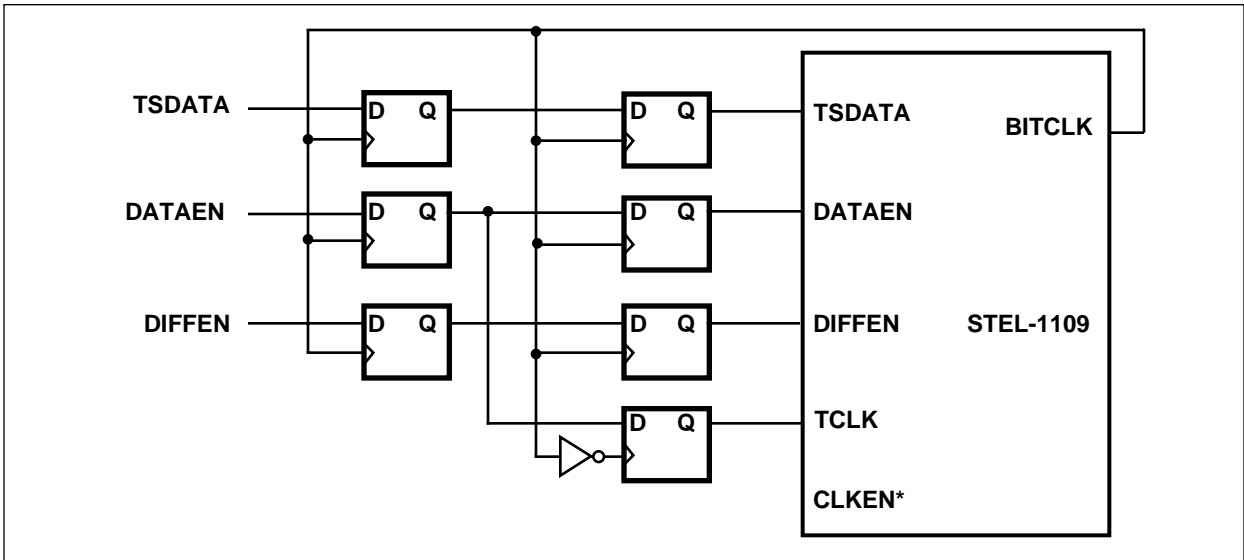 TSDATA
D Q
D Q
TSDATA
BITCLK
DATAEN
D Q
D Q
DATAEN
DIFFEN
D Q
D Q
DIFFEN
STEL-1109
D Q
TCLK
CLKEN*